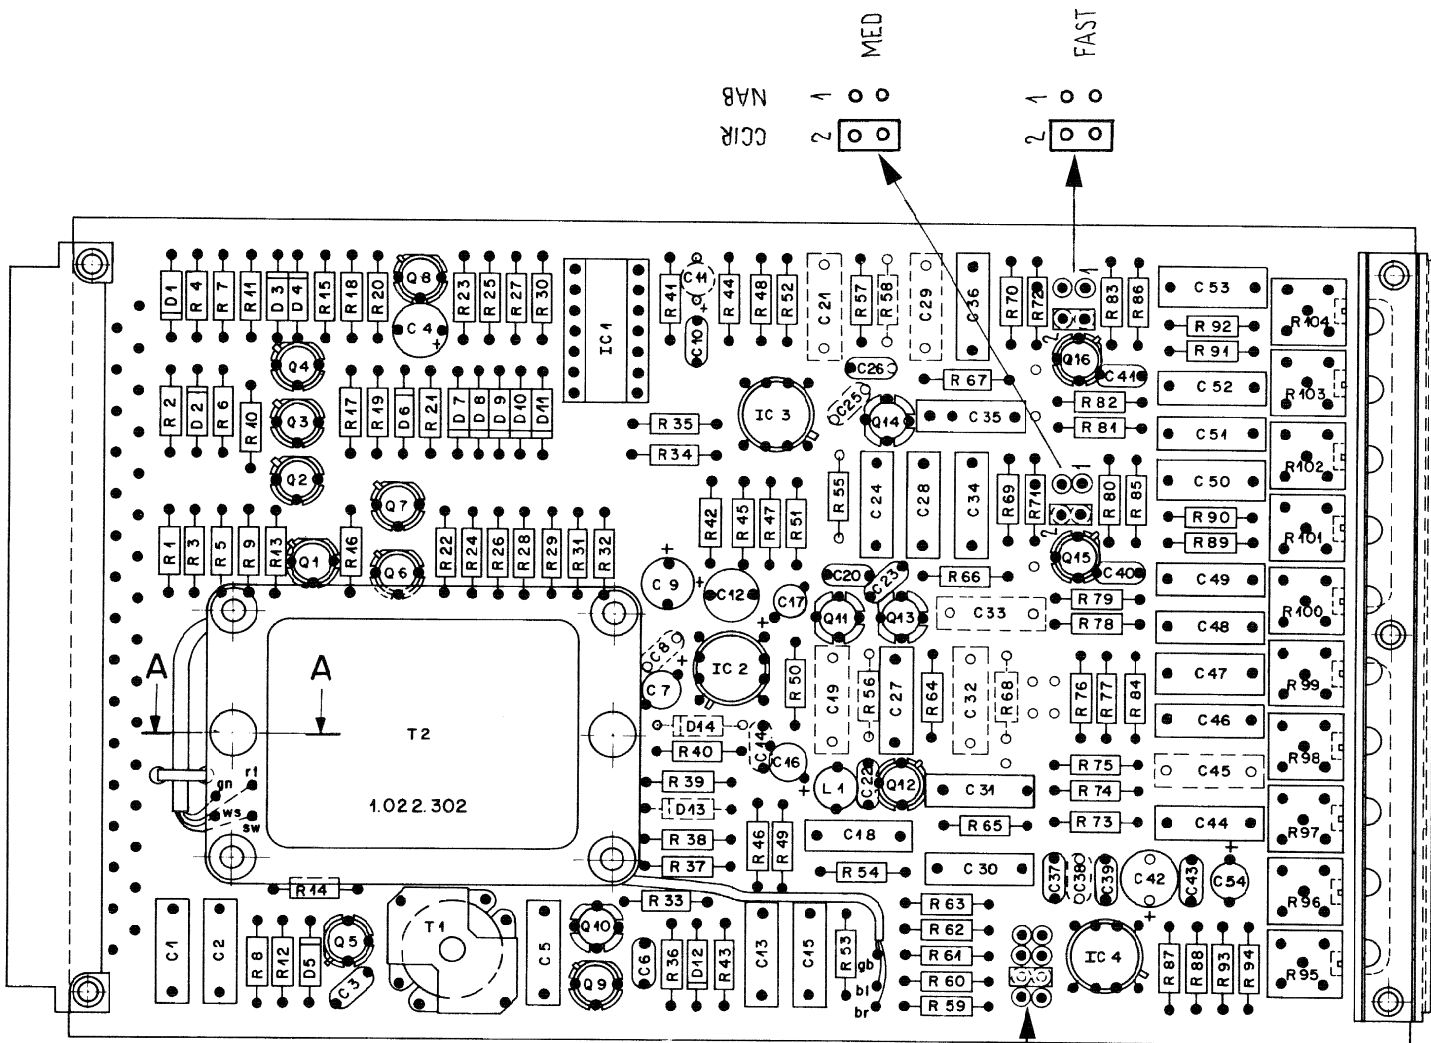 MED
FAST
NAB 1
1
CCIR 2
2
D1 R4 R7 R11 D3 D4 R15 R18 R20 Q8 R23 R25 R27 R30 IC1 R41 C11 R44 R48 R52 C21 R57 R58 C29 C36 R70 R72 1 R83 R86 C53 R104
C4 + C10 + 2 R92
Q4 R91
Q16
C26 R67 C41 C52 R103
R2 D2 R6 R10 Q3 R17 R19 D6 R21 D7 D8 D9 D10 D11 R35 IC3 C25 Q14 C35 R82
R81 C51
R34
Q2 R102
R55 C24 C28 C34 R69 R71 1 R80 R85 C50
Q7 R42 R45 R47 R51 2 R90
R1 R3 R5 R9 R13 Q1 R16 Q6 R22 R24 R26 R28 R29 R31 R32 R89 R101
+ Q15
C9 + C12 C17 + C20 C23 R66 C40 C49
R79 R100
Q11 Q13 C33 R78 C48
C8 + IC2 +
A A C7 R50 C19 R56 C27 R64 C32 R68 R76 R77 R84 C47 R99
T2 D14 C46
R40 C14 C16 R98
gn rt R39 + L1 C22 Q12 C31 R75 C45
ws sw 1.022.302 D13 R74
R38 R46 R49 C18 R65 R73 C44 R97
R37 R54 C30 C37 C38 C39 C42 + C43 C54 +
R14 R33 R63 R96
C1 C2 R8 R12 D5 Q5 T1 C5 Q10 C6 R36 D12 R43 C13 C15 R53 R62
gb R61 IC4 R87 R88 R93 R94 R95
C3 Q9 bl R60
br R59